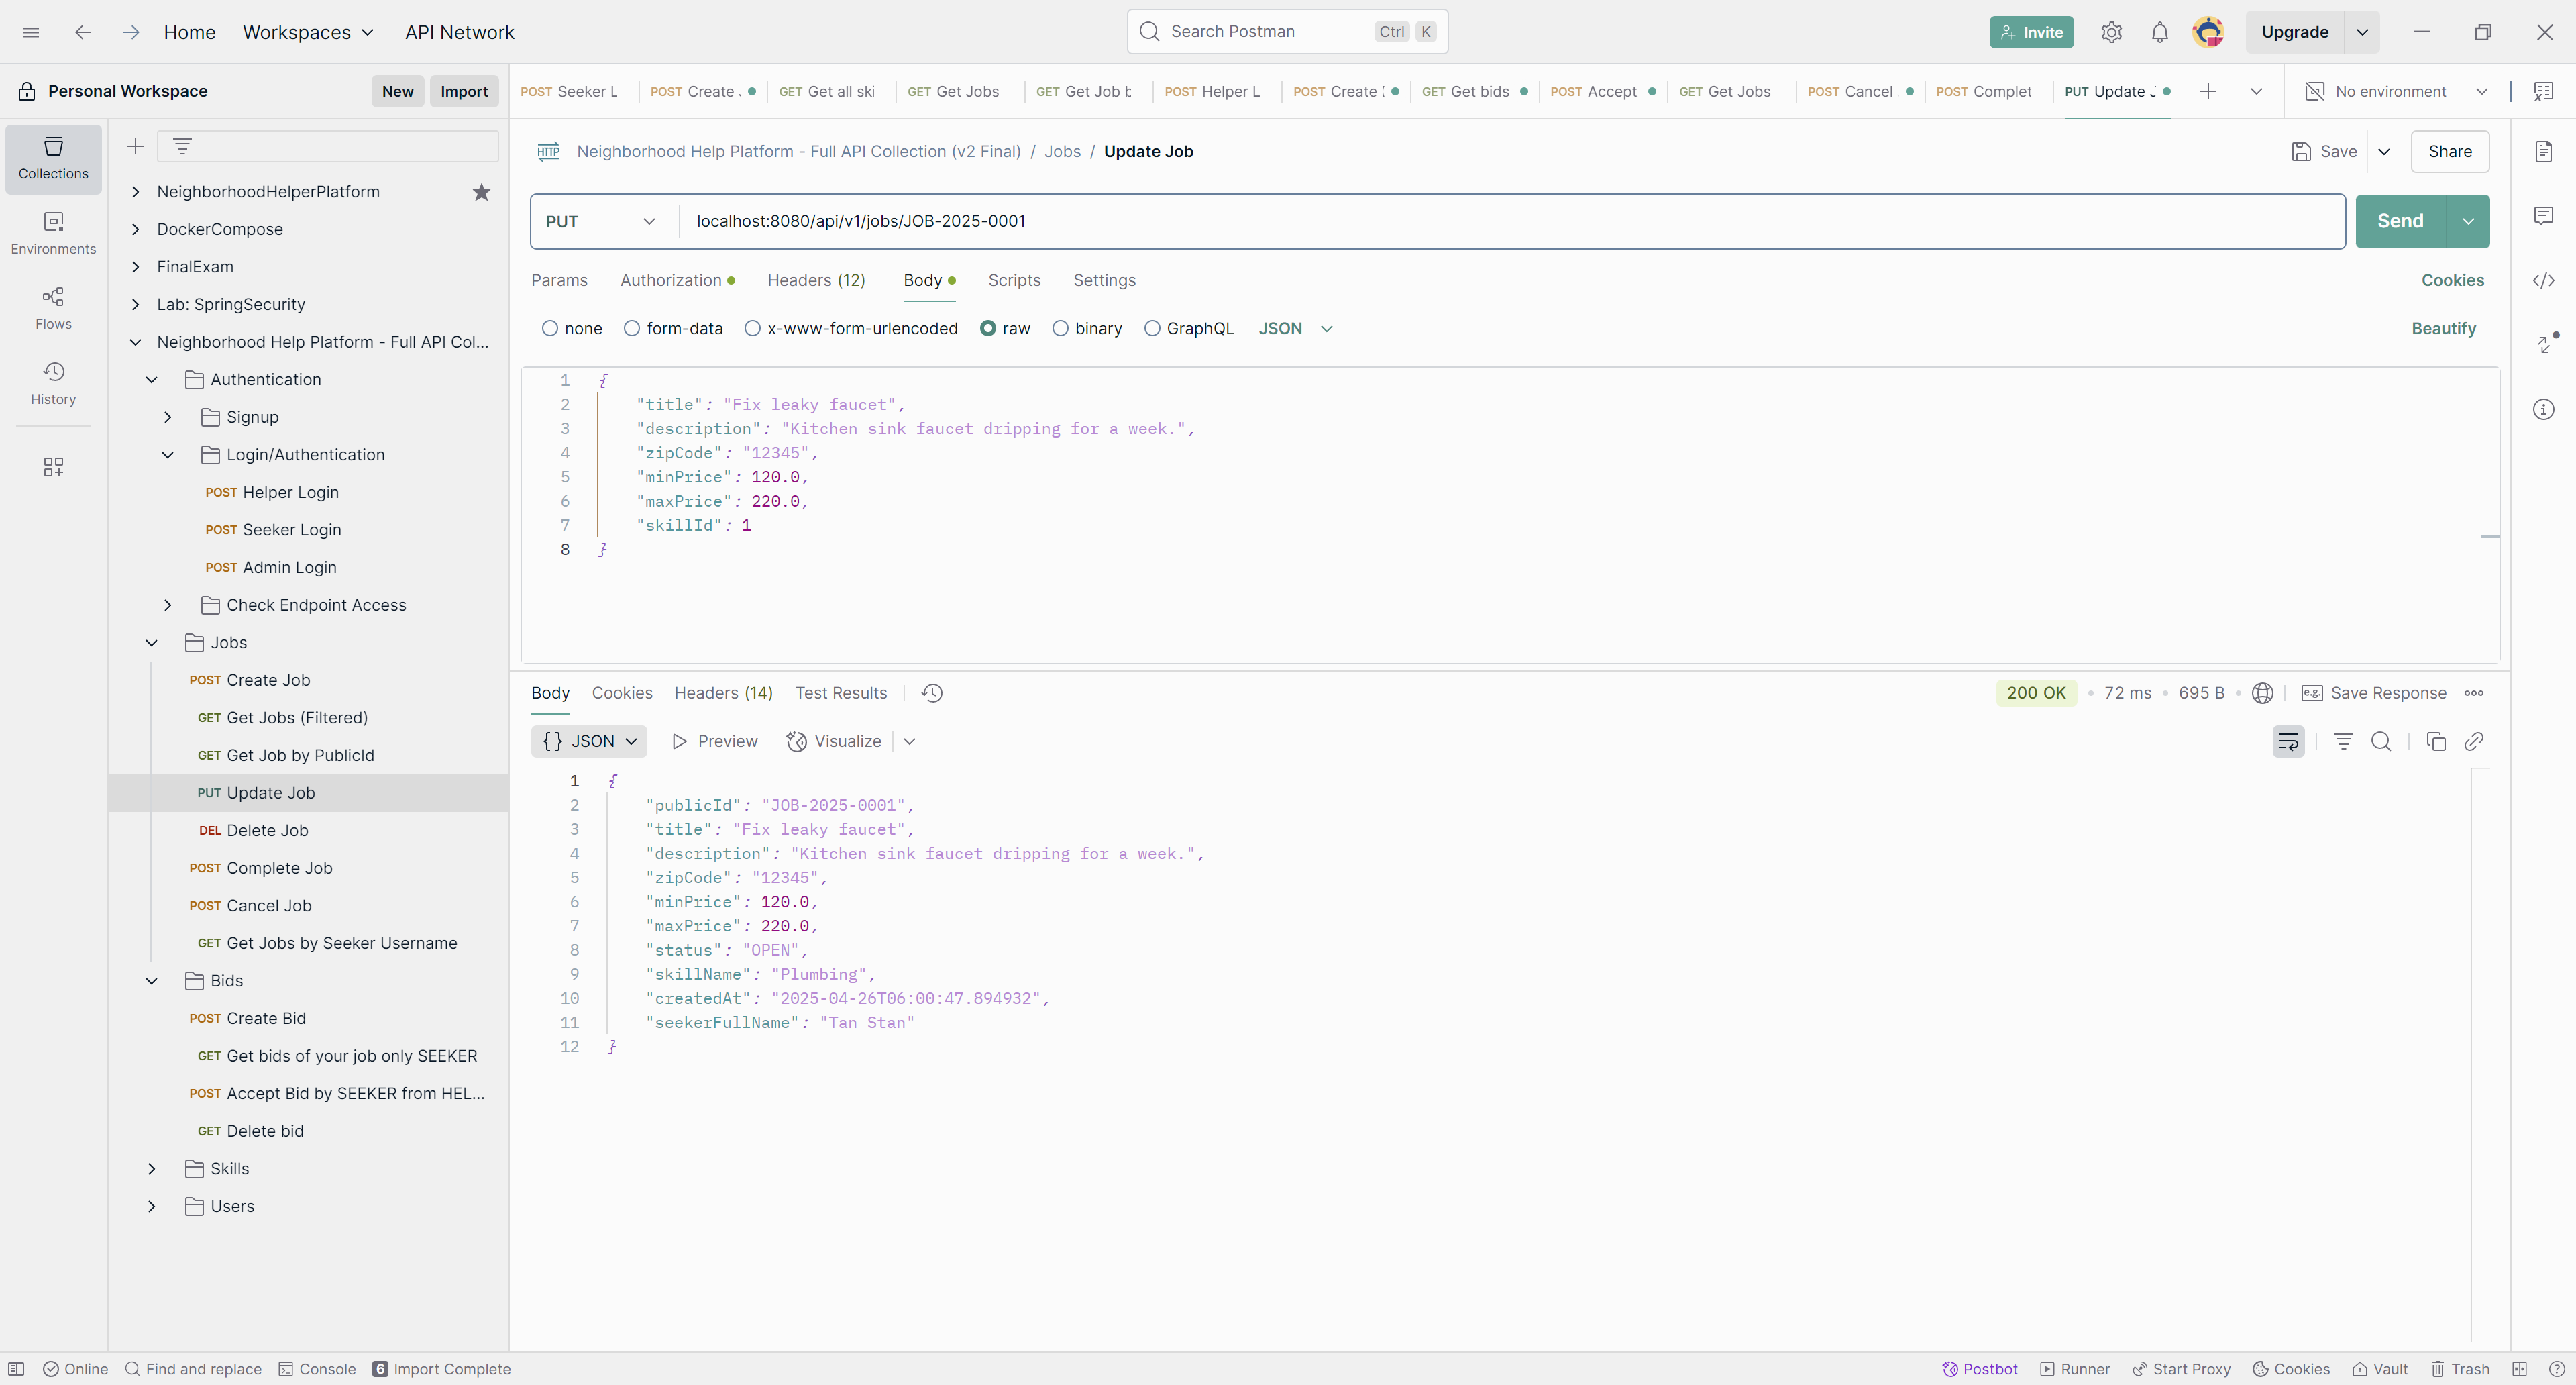 Home
Workspaces
API Network
Search Postman
Ctrl
K
Invite
Upgrade
Personal Workspace
New
Import
POST Seeker L
POST Create
GET Get all ski
GET Get Jobs
GET Get Job b
POST Helper L
POST Create
GET Get bids
POST Accept
GET Get Jobs
POST Cancel
POST Complet
PUT Update
No environment
Collections
Environments
Flows
History
NeighborhoodHelperPlatform
DockerCompose
FinalExam
Lab: SpringSecurity
Neighborhood Help Platform - Full API Col...
Authentication
Signup
Login/Authentication
POST Helper Login
POST Seeker Login
POST Admin Login
Check Endpoint Access
Jobs
POST Create Job
GET Get Jobs (Filtered)
GET Get Job by PublicId
PUT Update Job
DEL Delete Job
POST Complete Job
POST Cancel Job
GET Get Jobs by Seeker Username
Bids
POST Create Bid
GET Get bids of your job only SEEKER
POST Accept Bid by SEEKER from HEL...
GET Delete bid
Skills
Users
HTTP Neighborhood Help Platform - Full API Collection (v2 Final) / Jobs / Update Job
Save
Share
PUT
localhost:8080/api/v1/jobs/JOB-2025-0001
Send
Params
Authorization
Headers (12)
Body
Scripts
Settings
Cookies
none
form-data
x-www-form-urlencoded
raw
binary
GraphQL
JSON
Beautify
1 {
2 "title": "Fix leaky faucet",
3 "description": "Kitchen sink faucet dripping for a week.",
4 "zipCode": "12345",
5 "minPrice": 120.0,
6 "maxPrice": 220.0,
7 "skillId": 1
8 }
Body
Cookies
Headers (14)
Test Results
200 OK
72 ms
695 B
e.g. Save Response
{} JSON
Preview
Visualize
1 {
2 "publicId": "JOB-2025-0001",
3 "title": "Fix leaky faucet",
4 "description": "Kitchen sink faucet dripping for a week.",
5 "zipCode": "12345",
6 "minPrice": 120.0,
7 "maxPrice": 220.0,
8 "status": "OPEN",
9 "skillName": "Plumbing",
10 "createdAt": "2025-04-26T06:00:47.894932",
11 "seekerFullName": "Tan Stan"
12 }
Online
Find and replace
Console
6 Import Complete
Postbot
Runner
Start Proxy
Cookies
Vault
Trash